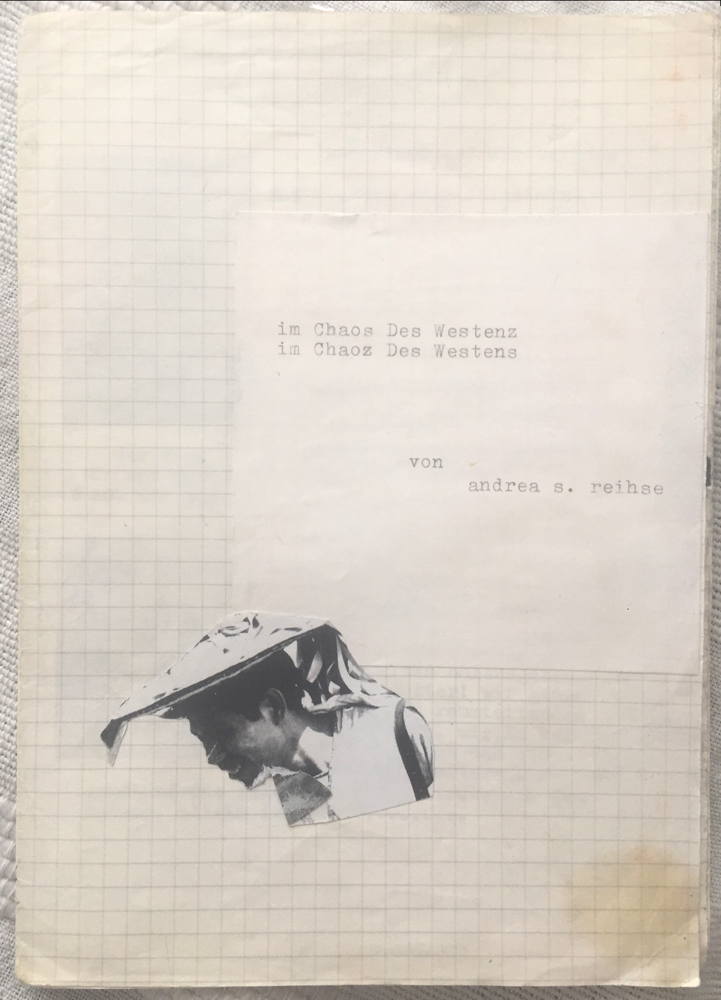 im Chaos Des Westenz
im Chaoz Des Westens
von
andrea s. reihse